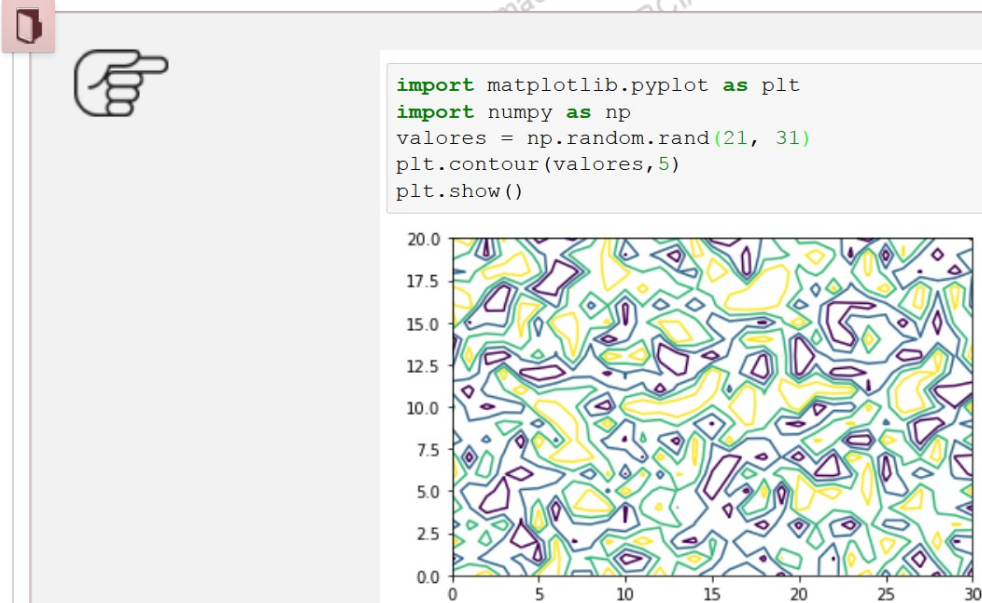 import matplotlib.pyplot as plt
import numpy as np
valores = np.random.rand(21, 31)
plt.contour(valores,5)
plt.show()
20.0
17.5
15.0
12.5
10.0
7.5
5.0
2.5
0.0
0 5 10 15 20 25 30